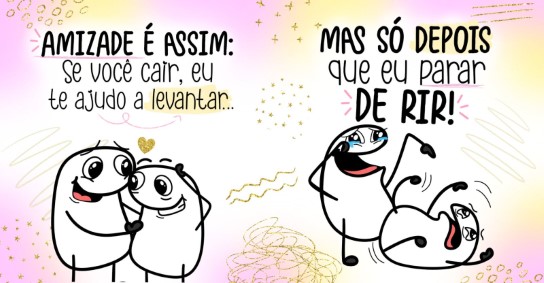 AMIZADE É ASSIM:
SE VOCÊ CAIR, EU
TE AJUDO A LEVANTAR..
MAS SÓ DEPOIS
QUE EU PARAR
DE RIR!